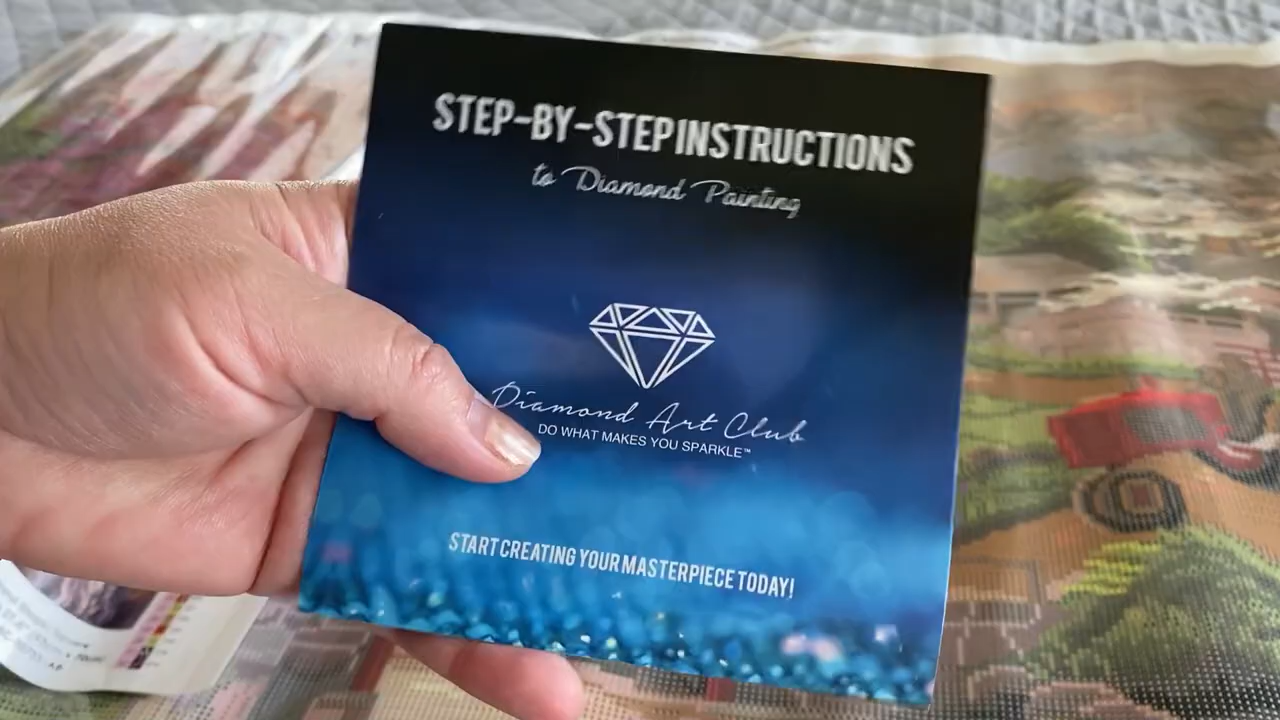 STEP-BY-STEP INSTRUCTIONS
to Diamond Painting
Diamond Art Club
DO WHAT MAKES YOU SPARKLE™
START CREATING YOUR MASTERPIECE TODAY!